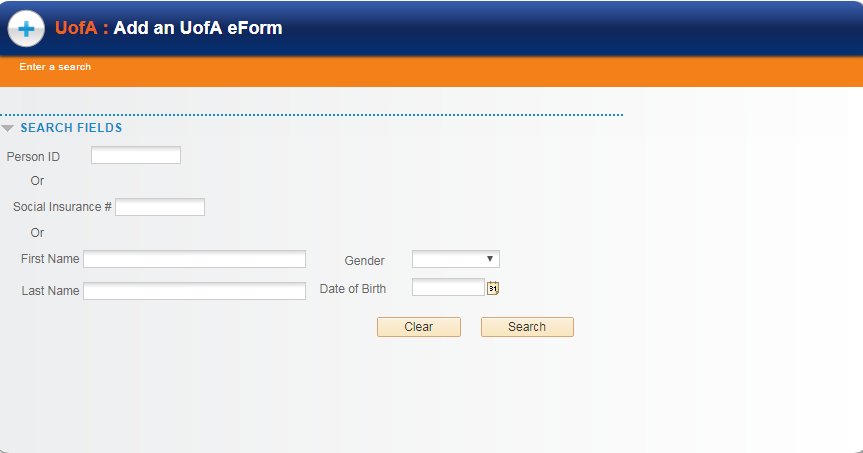 UofA : Add an UofA eForm
Enter a search
SEARCH FIELDS
Person ID
Or
Social Insurance #
Or
First Name
Gender
Last Name
Date of Birth
31
Clear Search